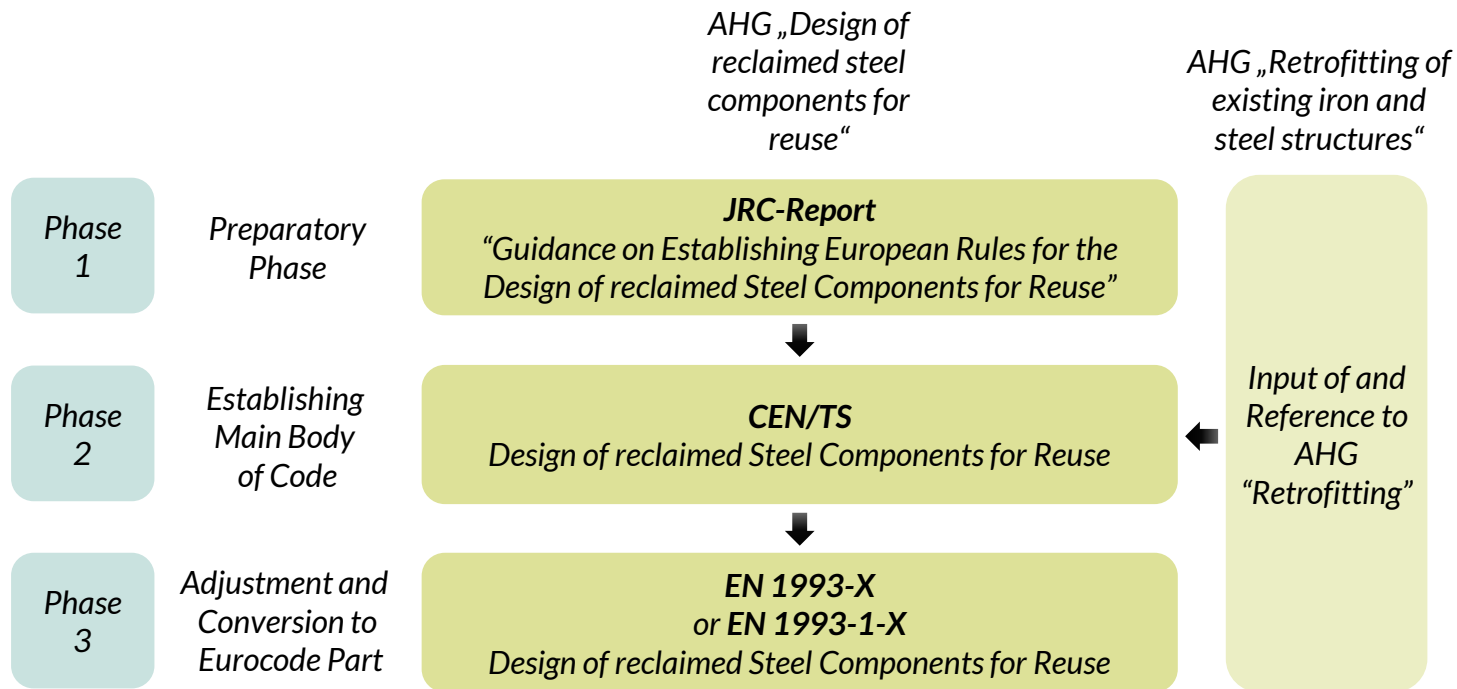 AHG „Design of
reclaimed steel
components for
reuse“
AHG „Retrofitting of
existing iron and
steel structures“
Phase
1
Preparatory
Phase
JRC-Report
“Guidance on Establishing European Rules for the
Design of reclaimed Steel Components for Reuse”
Phase
2
Establishing
Main Body
of Code
CEN/TS
Design of reclaimed Steel Components for Reuse
Input of and
Reference to
AHG
“Retrofitting”
Phase
3
Adjustment and
Conversion to
Eurocode Part
EN 1993-X
or EN 1993-1-X
Design of reclaimed Steel Components for Reuse